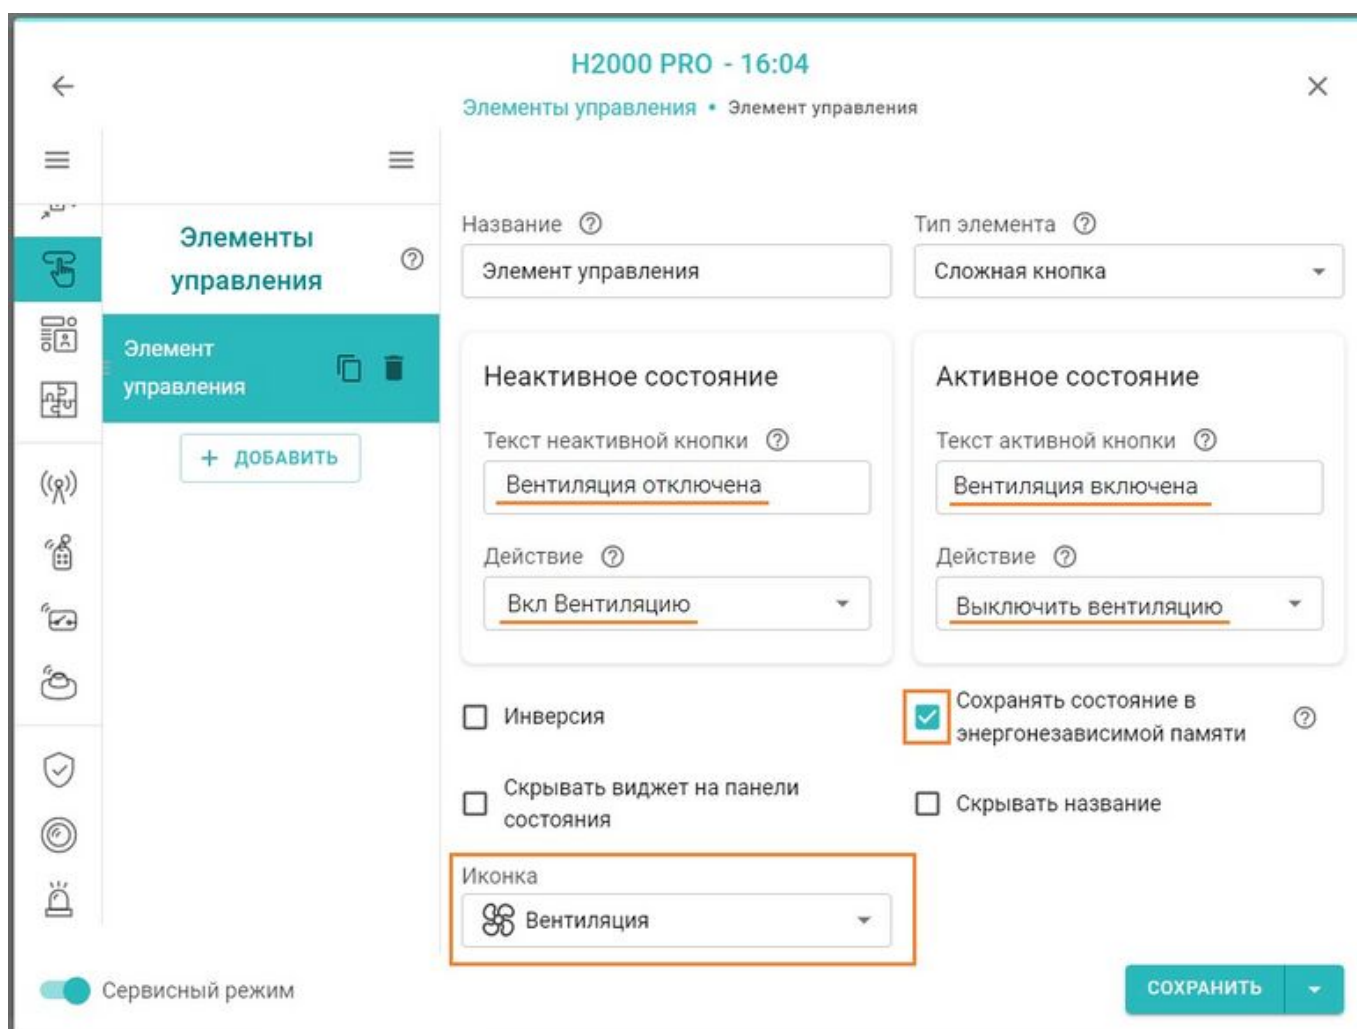 H2000 PRO - 16:04
Элементы управления • Элемент управления
Элементы
управления
Элемент
управления
+ ДОБАВИТЬ
Название
Тип элемента
Элемент управления
Сложная кнопка
Неактивное состояние
Текст неактивной кнопки
Вентиляция отключена
Действие
Вкл Вентиляцию
Активное состояние
Текст активной кнопки
Вентиляция включена
Действие
Выключить вентиляцию
Инверсия
Сохранять состояние в
энергонезависимой памяти
Скрывать виджет на панели
состояния
Скрывать название
Иконка
Вентиляция
Сервисный режим
СОХРАНИТЬ